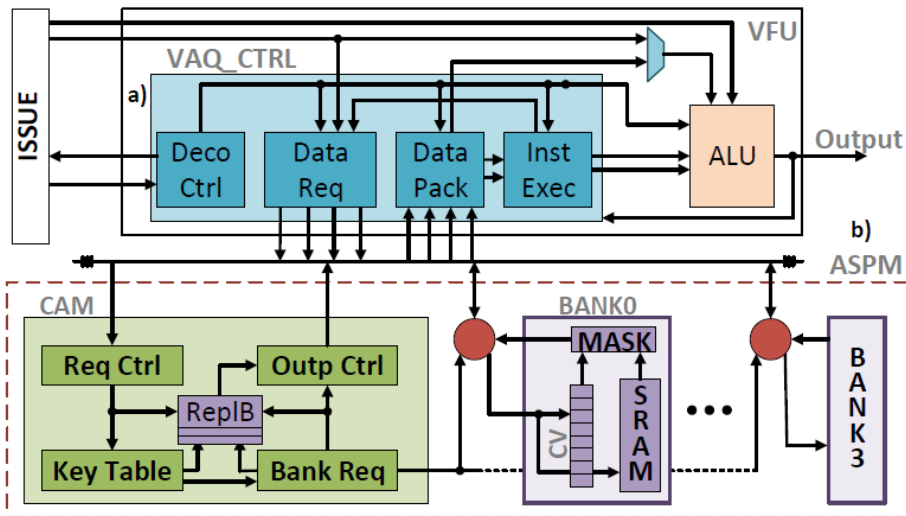 VFU
VAQ_CTRL
a)
ISSUE
Deco
Ctrl
Data
Req
Data
Pack
Inst
Exec
ALU
Output
b)
ASPM
CAM
BANK0
Req Ctrl
Outp Ctrl
MASK
ReplB
CV
SRAM
BANK3
Key Table
Bank Req